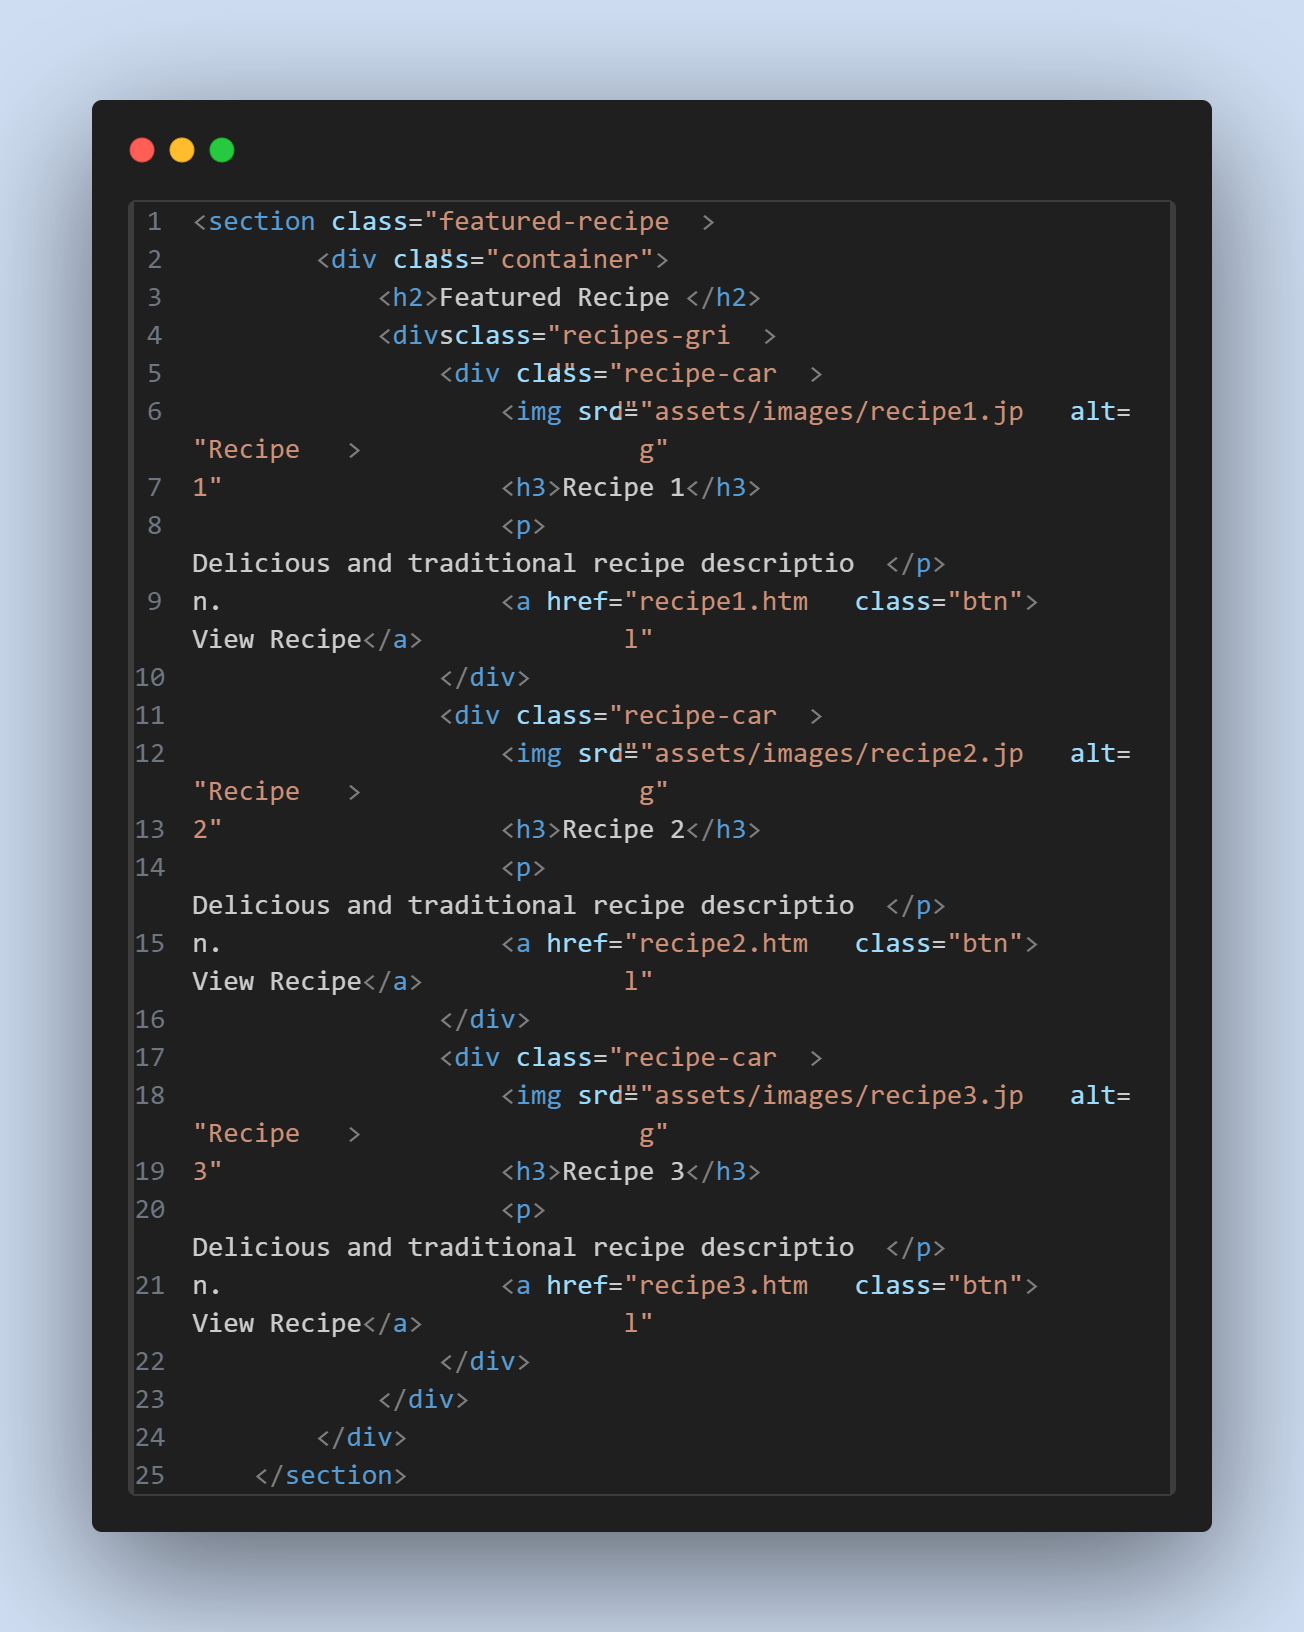 1 <section class="featured-recipe >
2 <div class="container">
3 <h2>Featured Recipe </h2>
4 <divsclass="recipes-gri >
5 <div class="recipe-car >
6 <img src="assets/images/recipe1.jp alt=
"Recipe > g"
7 1" <h3>Recipe 1</h3>
8 <p>
Delicious and traditional recipe descriptio </p>
9 n. <a href="recipe1.htm class="btn">
View Recipe</a> l"
10 </div>
11 <div class="recipe-car >
12 <img src="assets/images/recipe2.jp alt=
"Recipe > g"
13 2" <h3>Recipe 2</h3>
14 <p>
Delicious and traditional recipe descriptio </p>
15 n. <a href="recipe2.htm class="btn">
View Recipe</a> l"
16 </div>
17 <div class="recipe-car >
18 <img src="assets/images/recipe3.jp alt=
"Recipe > g"
19 3" <h3>Recipe 3</h3>
20 <p>
Delicious and traditional recipe descriptio </p>
21 n. <a href="recipe3.htm class="btn">
View Recipe</a> l"
22 </div>
23 </div>
24 </div>
25 </section>